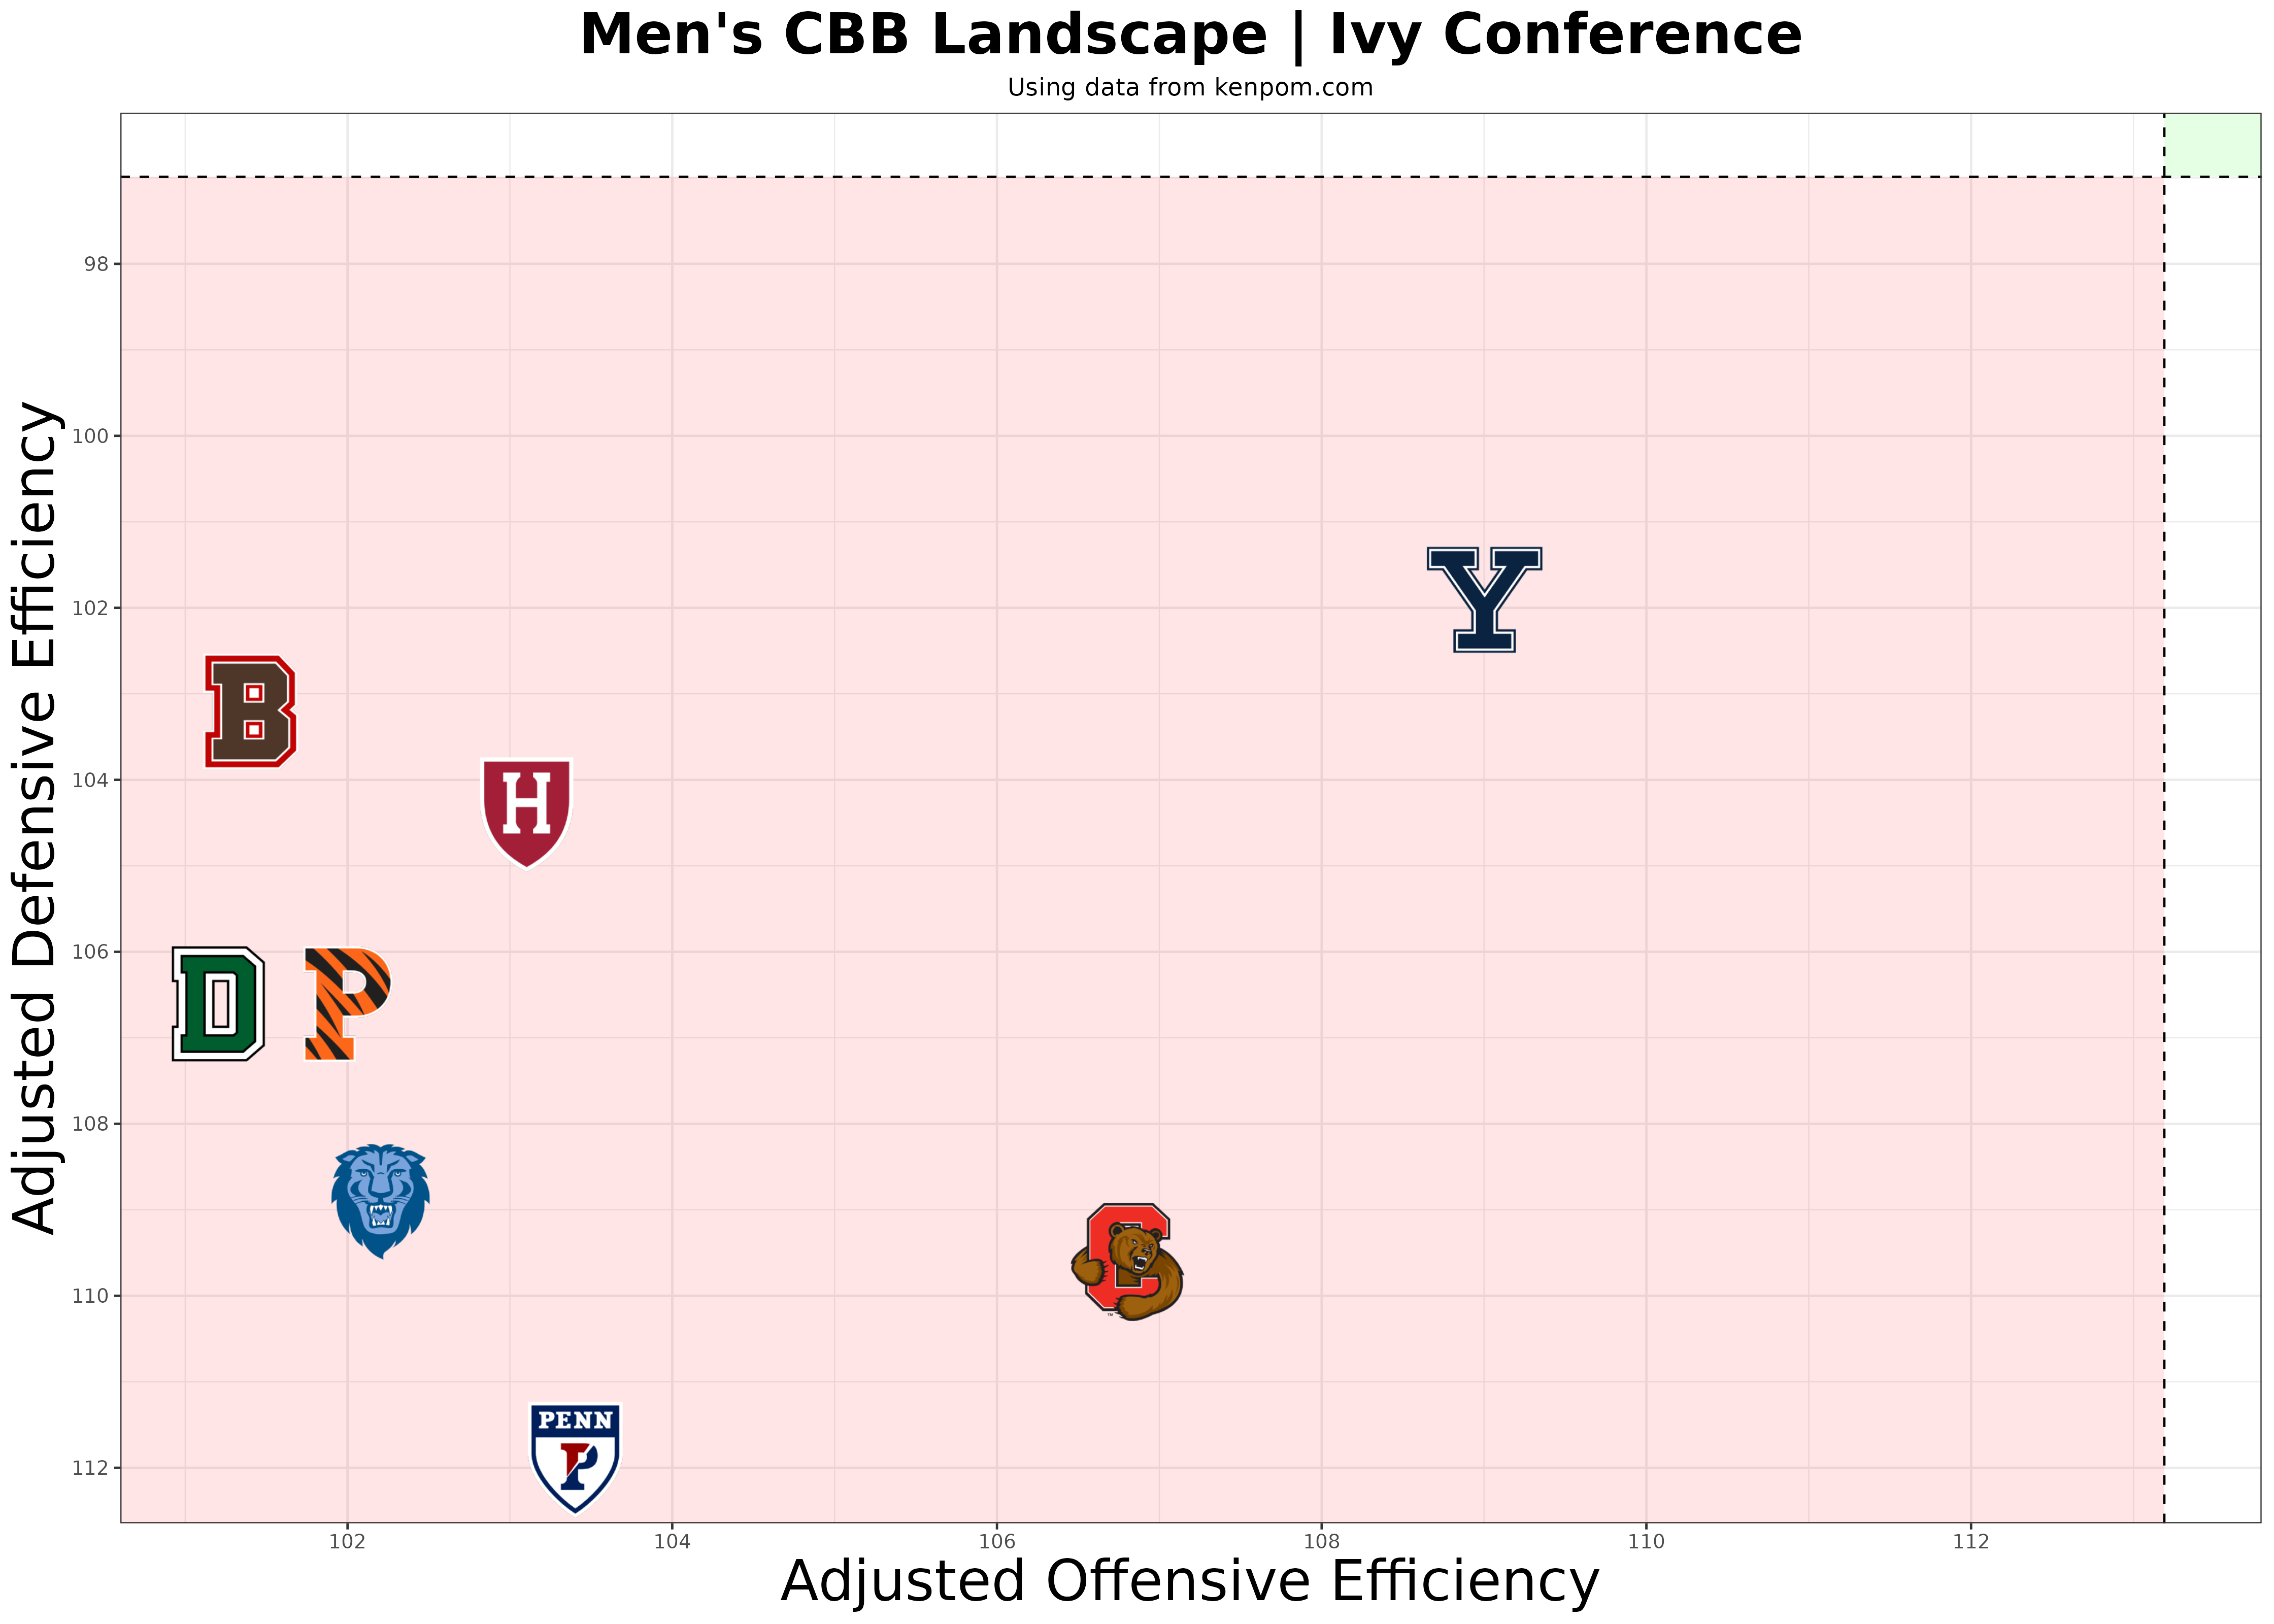 Men's CBB Landscape | Ivy Conference
Using data from kenpom.com
Adjusted Defensive Efficiency
98
100
102
104
106
108
110
112
Y
B
H
D
P
C
™
PENN
P
102
104
106
108
110
112
Adjusted Offensive Efficiency